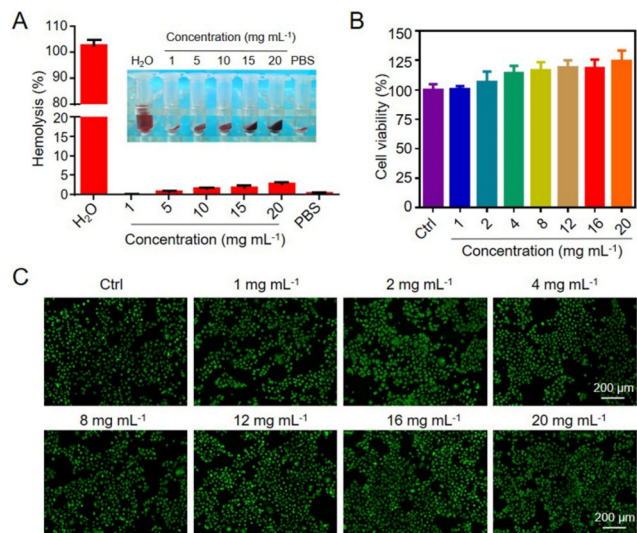 A
Hemolysis (%)
110
100
90
80
20
15
10
5
0
H₂O
1
5
10
15
20
PBS
Concentration (mg mL⁻¹)
Concentration (mg mL⁻¹)
H₂O 1 5 10 15 20 PBS
B
Cell viability (%)
150
125
100
75
50
25
0
Ctrl
1
2
4
8
12
16
20
Concentration (mg mL⁻¹)
C
Ctrl 1 mg mL⁻¹ 2 mg mL⁻¹ 4 mg mL⁻¹
200 μm
8 mg mL⁻¹ 12 mg mL⁻¹ 16 mg mL⁻¹ 20 mg mL⁻¹
200 μm